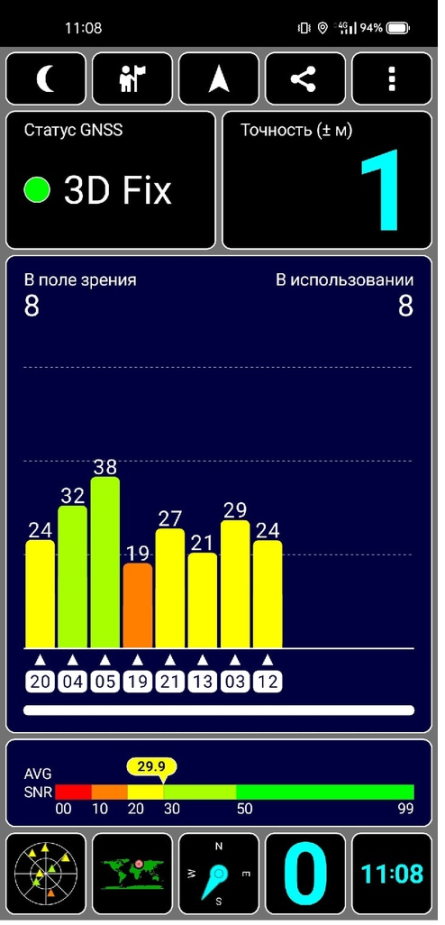 11:08
4G 94%
Статус GNSS
3D Fix
Точность (± м)
1
В поле зрения
8
В использовании
8
24 32 38 19 27 21 29 24
20 04 05 19 21 13 03 12
29.9
AVG
SNR
00 10 20 30 50 99
N
W E
S
0
11:08